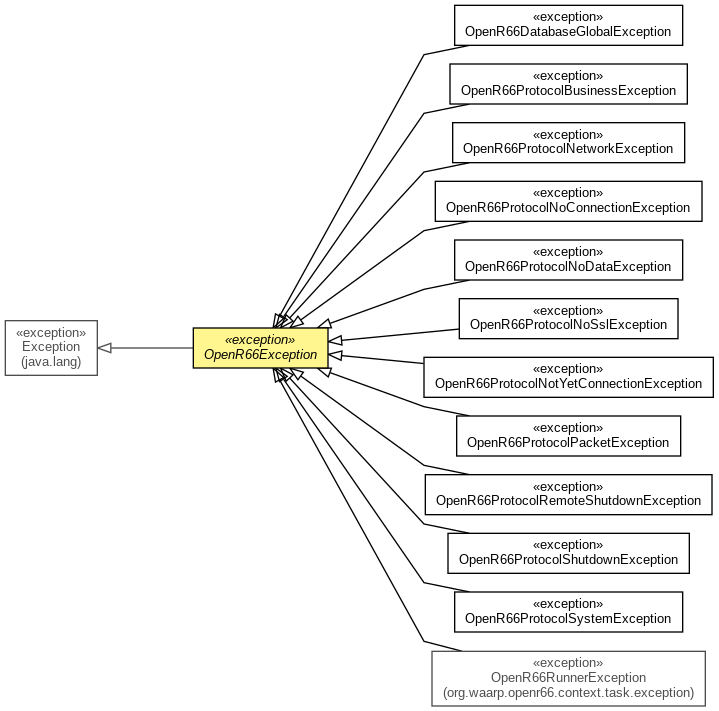 «exception»
Exception
(java.lang)
«exception»
OpenR66Exception
«exception»
OpenR66DatabaseGlobalException
«exception»
OpenR66ProtocolBusinessException
«exception»
OpenR66ProtocolNetworkException
«exception»
OpenR66ProtocolNoConnectionException
«exception»
OpenR66ProtocolNoDataException
«exception»
OpenR66ProtocolNoSslException
«exception»
OpenR66ProtocolNotYetConnectionException
«exception»
OpenR66ProtocolPacketException
«exception»
OpenR66ProtocolRemoteShutdownException
«exception»
OpenR66ProtocolShutdownException
«exception»
OpenR66ProtocolSystemException
«exception»
OpenR66RunnerException
(org.waarp.openr66.context.task.exception)